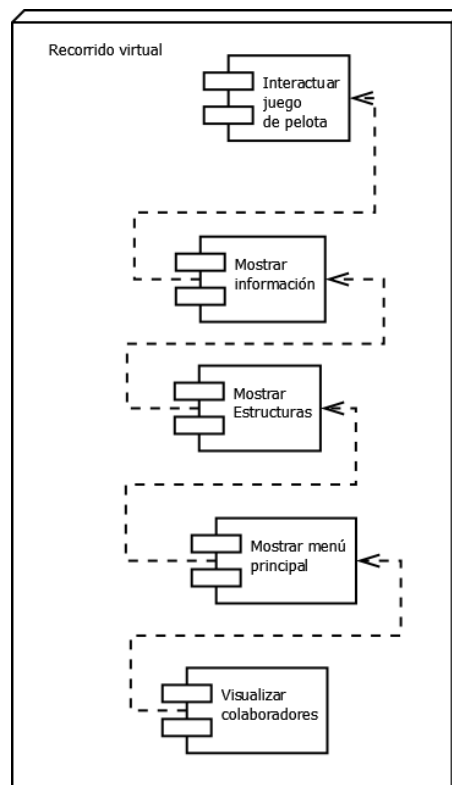 Recorrido virtual
Interactuar
juego
de pelota
Mostrar
información
Mostrar
Estructuras
Mostrar menú
principal
Visualizar
colaboradores